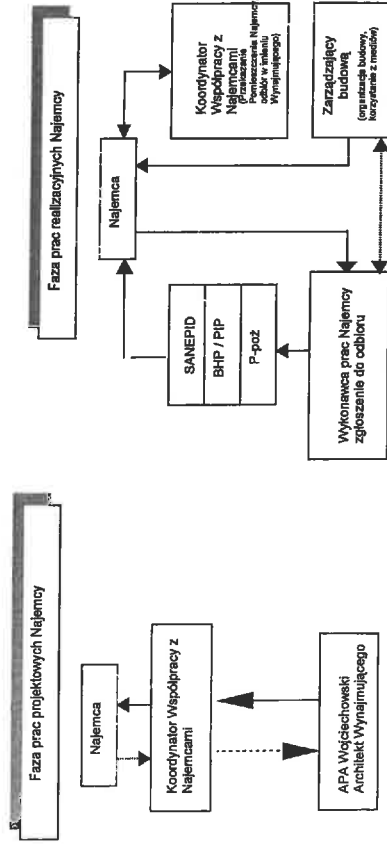 Faza prac projektowych Najemcy
Najemca
Koordynator Współpracy z
Najemcami
APA Wojciechowski
Architekt Wynajmującego
Faza prac realizacyjnych Najemcy
Najemca
Koordynator
Współpracy z
Najemcami
(Przekazanie
Pomieszczenia Najemcy
odbiór w imieniu
Wynajmującego)
SANEPID
BHP / PIP
P-poż
Wykonawca prac Najemcy
zgłoszenie do odbioru
Zarządzający
budową
(organizacja budowy,
korzystanie z mediów)